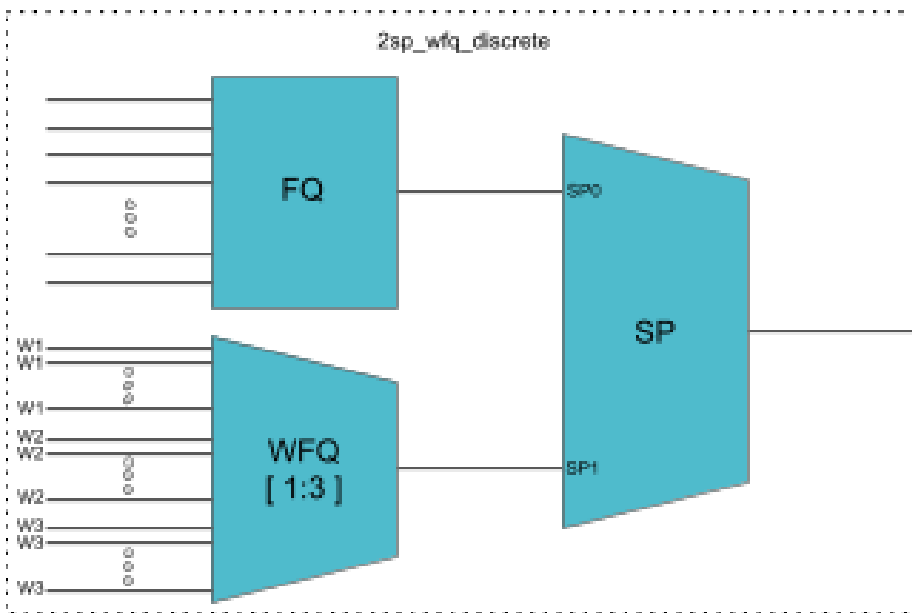 2sp_wfq_discrete
FQ
SP0
SP
W1
W1
W1
W2
W2
W2
W3
W3
W3
WFQ
[ 1:3 ]
SP1